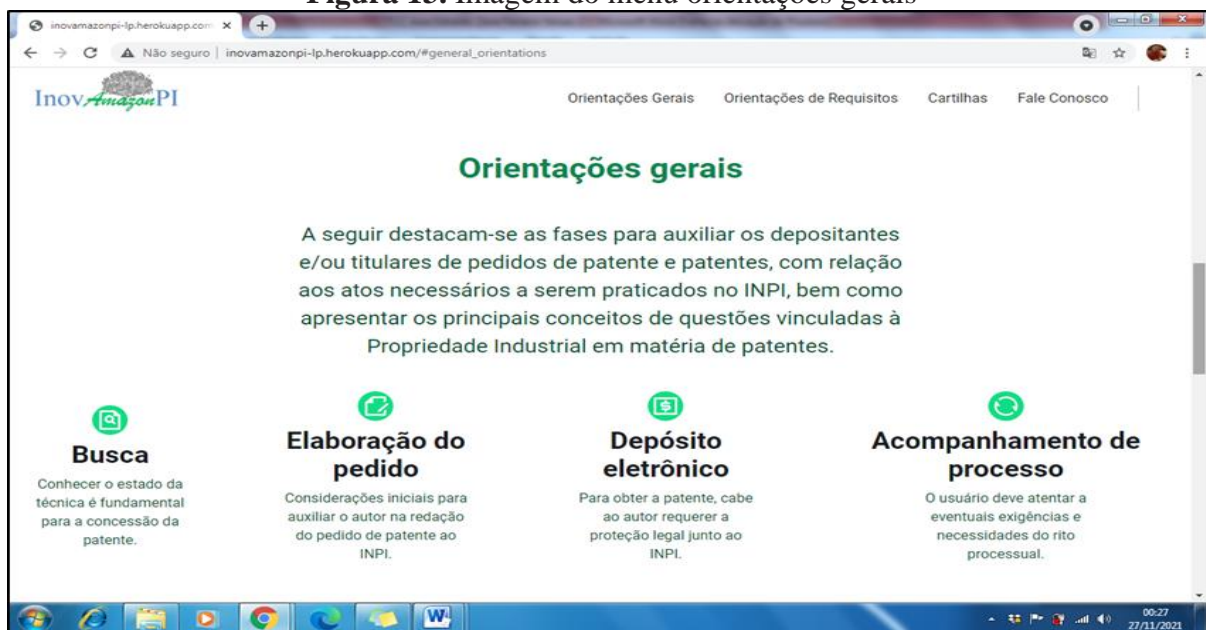 Figura 15. Imagem do menu orientações gerais
inovamazonpi-lp.herokuapp.com
Não seguro | inovamazonpi-lp.herokuapp.com/#general_orientations
InovAmazonPI
Orientações Gerais Orientações de Requisitos Cartilhas Fale Conosco
Orientações gerais
A seguir destacam-se as fases para auxiliar os depositantes
e/ou titulares de pedidos de patente e patentes, com relação
aos atos necessários a serem praticados no INPI, bem como
apresentar os principais conceitos de questões vinculadas à
Propriedade Industrial em matéria de patentes.
Busca
Conhecer o estado da
técnica é fundamental
para a concessão da
patente.
Elaboração do
pedido
Considerações iniciais para
auxiliar o autor na redação
do pedido de patente ao
INPI.
Depósito
eletrônico
Para obter a patente, cabe
ao autor requerer a
proteção legal junto ao
INPI.
Acompanhamento de
processo
O usuário deve atentar a
eventuais exigências e
necessidades do rito
processual.
00:27
27/11/2021